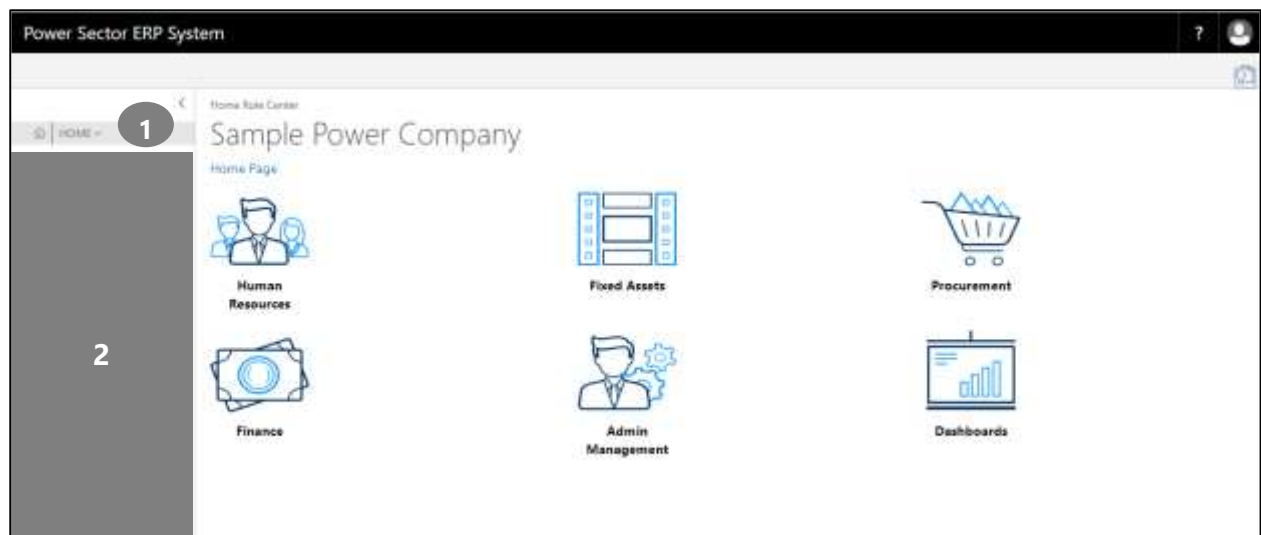 Power Sector ERP System
?
Home Role Center
HOME
1
Sample Power Company
Home Page
Human
Resources
Fixed Assets
Procurement
2
Finance
Admin
Management
Dashboards